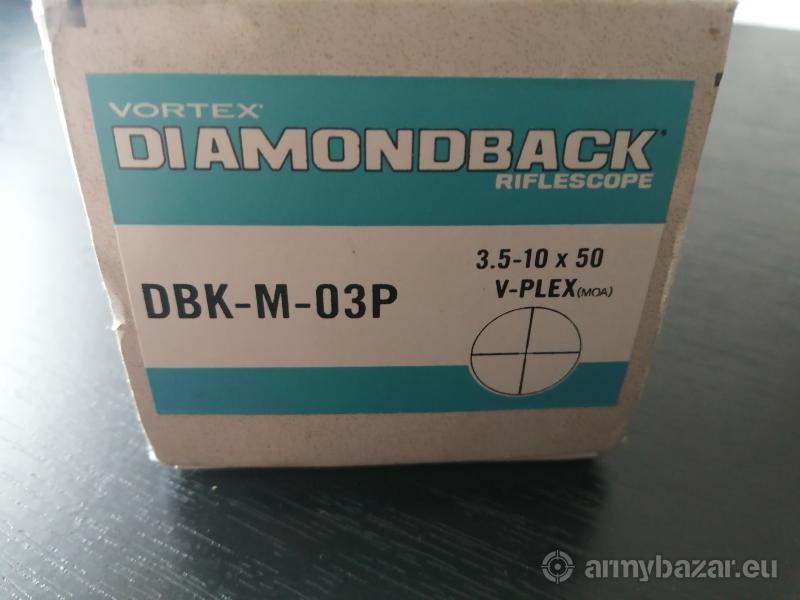 VORTEX®
DIAMONDBACK®
RIFLESCOPE
DBK-M-03P
3.5-10 x 50
V-PLEX(MOA)
armybazar.eu